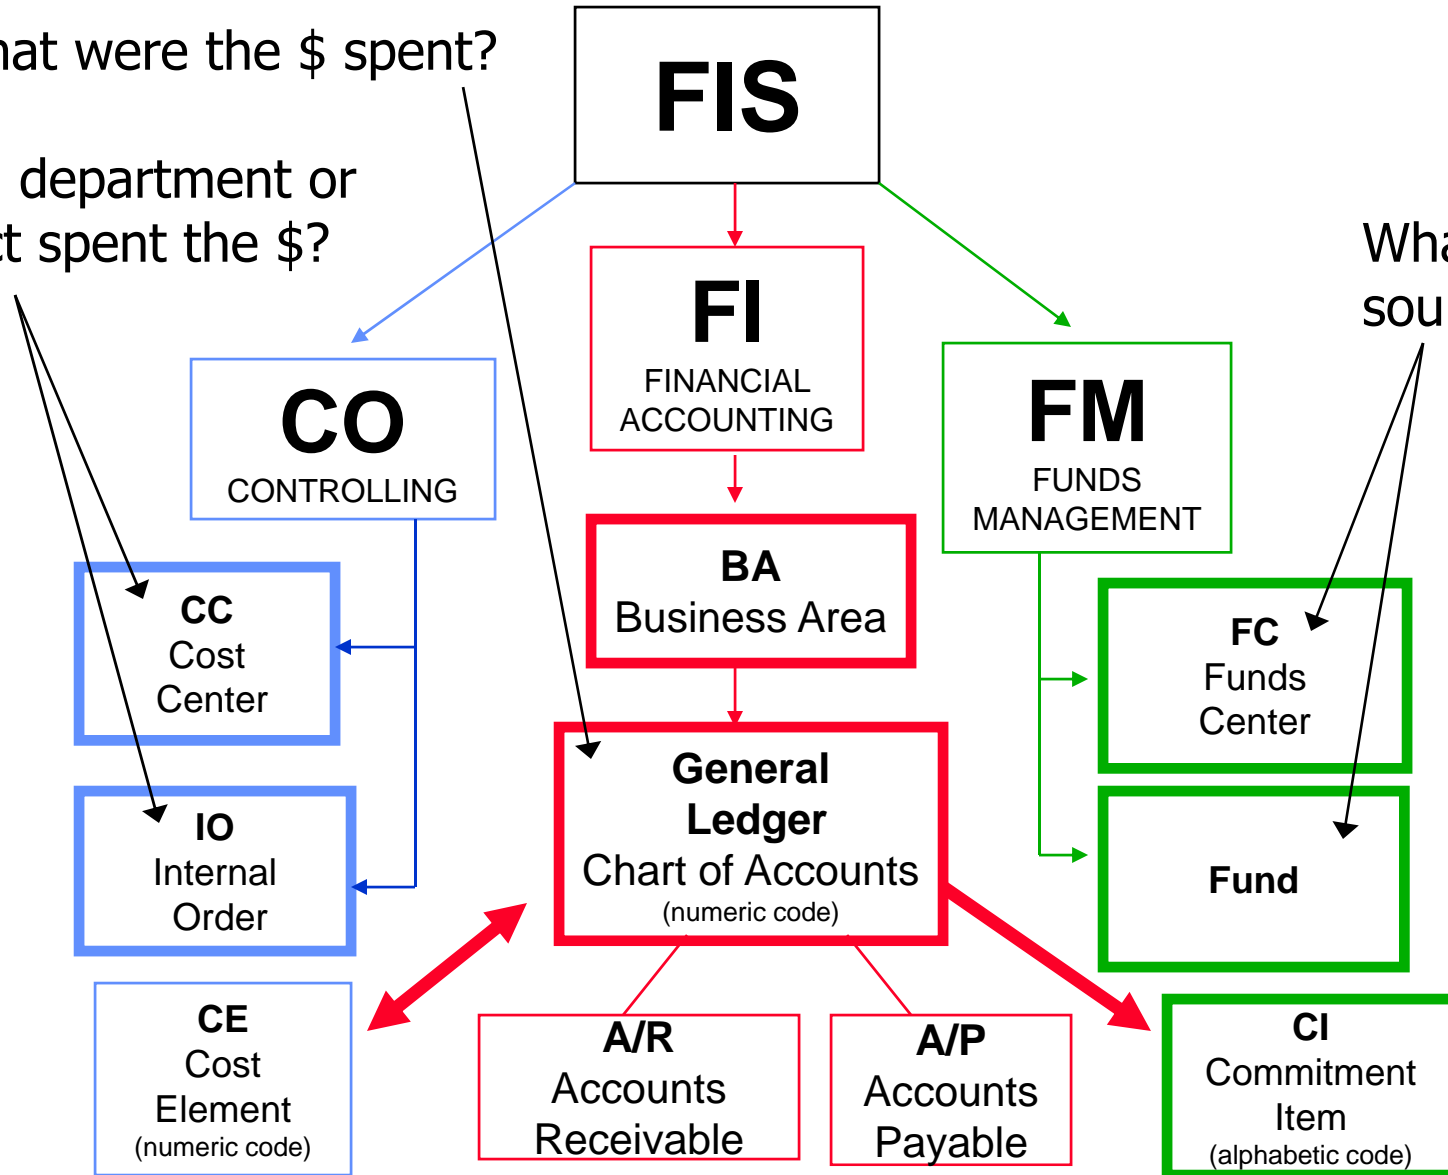 hat were the $ spent?
department or
ct spent the $?
FIS
Wha
sou
FI
FINANCIAL
ACCOUNTING
CO
CONTROLLING
FM
FUNDS
MANAGEMENT
CC
Cost
Center
BA
Business Area
FC
Funds
Center
IO
Internal
Order
General
Ledger
Chart of Accounts
(numeric code)
Fund
CE
Cost
Element
(numeric code)
A/R
Accounts
Receivable
A/P
Accounts
Payable
CI
Commitment
Item
(alphabetic code)